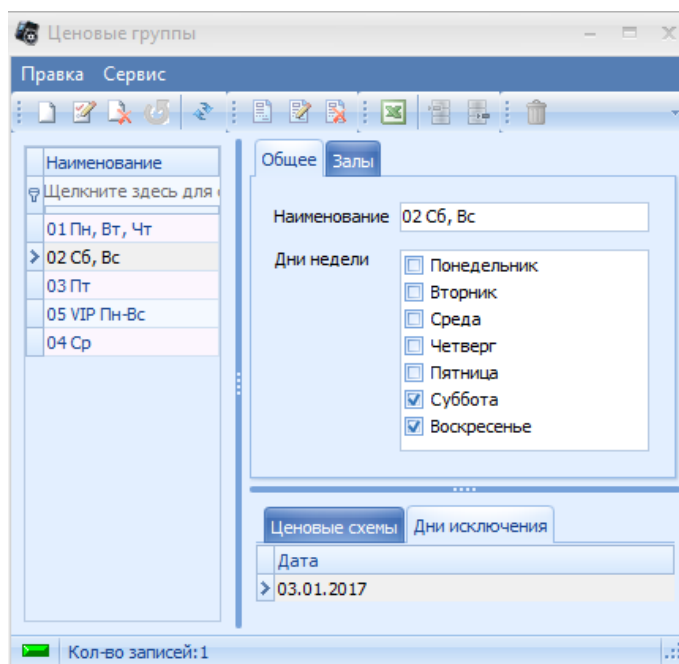 Ценовые группы
Правка Сервис
Наименование
Щелкните здесь для
01 Пн, Вт, Чт
02 Сб, Вс
03 Пт
05 VIP Пн-Вс
04 Ср
Общее Залы
Наименование 02 Сб, Вс
Дни недели
Понедельник
Вторник
Среда
Четверг
Пятница
Суббота
Воскресенье
Ценовые схемы Дни исключения
Дата
03.01.2017
Кол-во записей:1